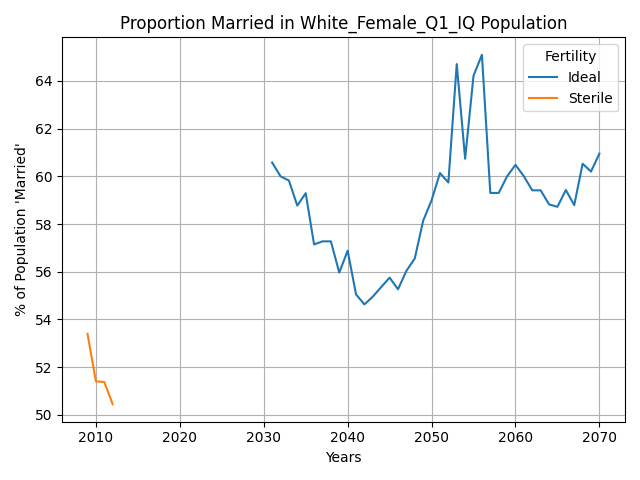 Proportion Married in White_Female_Q1_IQ Population
Fertility
Ideal
Sterile
% of Population 'Married'
64
62
60
58
56
54
52
50
2010
2020
2030
2040
2050
2060
2070
Years